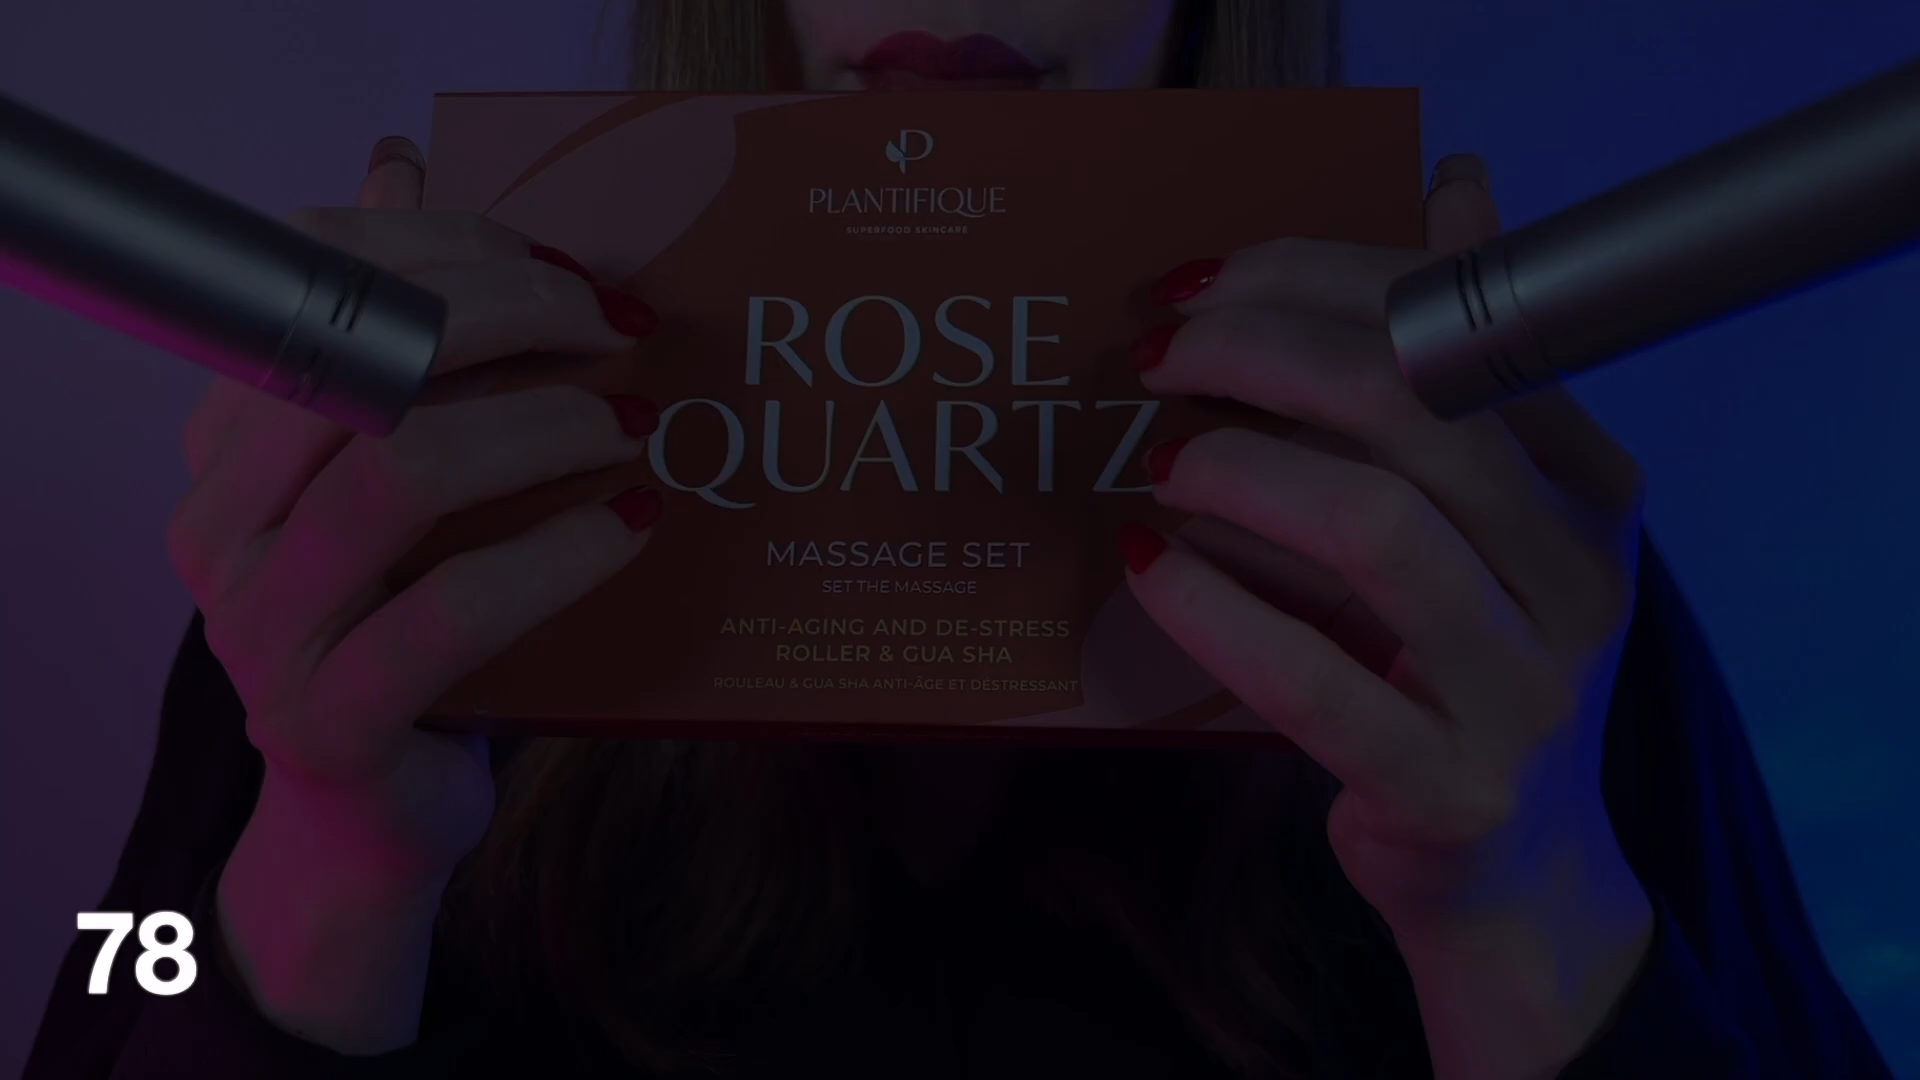 PLANTIFIQUE
SUPERFOOD SKINCARE
ROSE
QUARTZ
MASSAGE SET
SET THE MASSAGE
ANTI-AGING AND DE-STRESS
ROLLER & GUA SHA
ROULEAU & GUA SHA ANTI-ÂGE ET DÉSTRESSANT
78